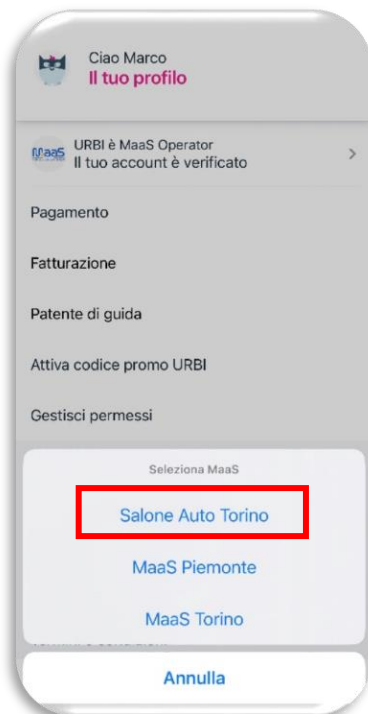 Ciao Marco
Il tuo profilo
MaaS
URBI è MaaS Operator
Il tuo account è verificato
Pagamento
Fatturazione
Patente di guida
Attiva codice promo URBI
Gestisci permessi
Seleziona MaaS
Salone Auto Torino
MaaS Piemonte
MaaS Torino
Annulla